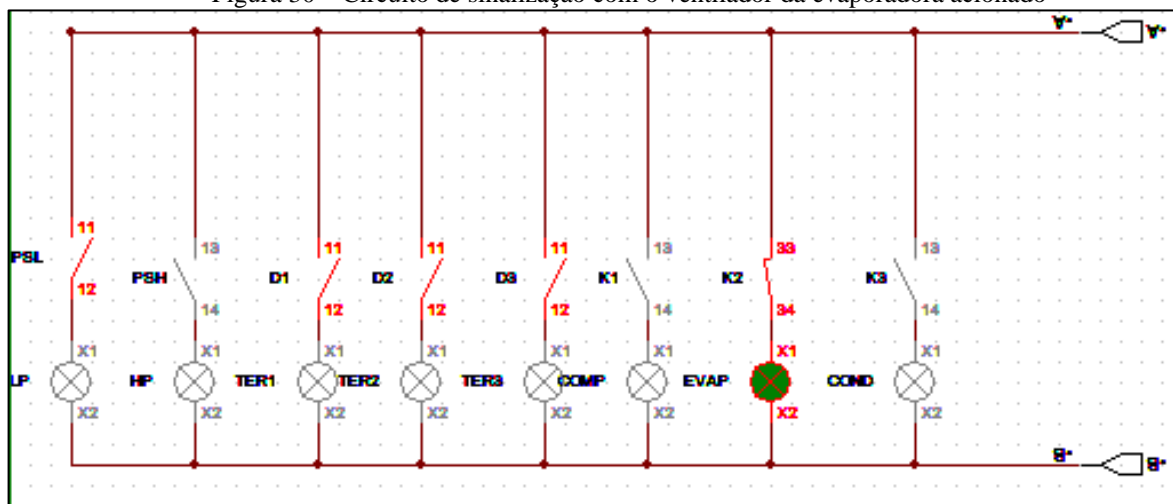 Figura – Circuito de sinalização com o ventilador da evaporadora acionado
-A -A
11 13 11 11 11 13 33 13
PSL PSH D1 D2 D3 K1 K2 K3
12 14 12 12 12 14 34 14
X1 X1 X1 X1 X1 X1 X1 X1
LP HP TER1 TER2 TER3 COMP EVAP COND
X2 X2 X2 X2 X2 X2 X2 X2
-B -B